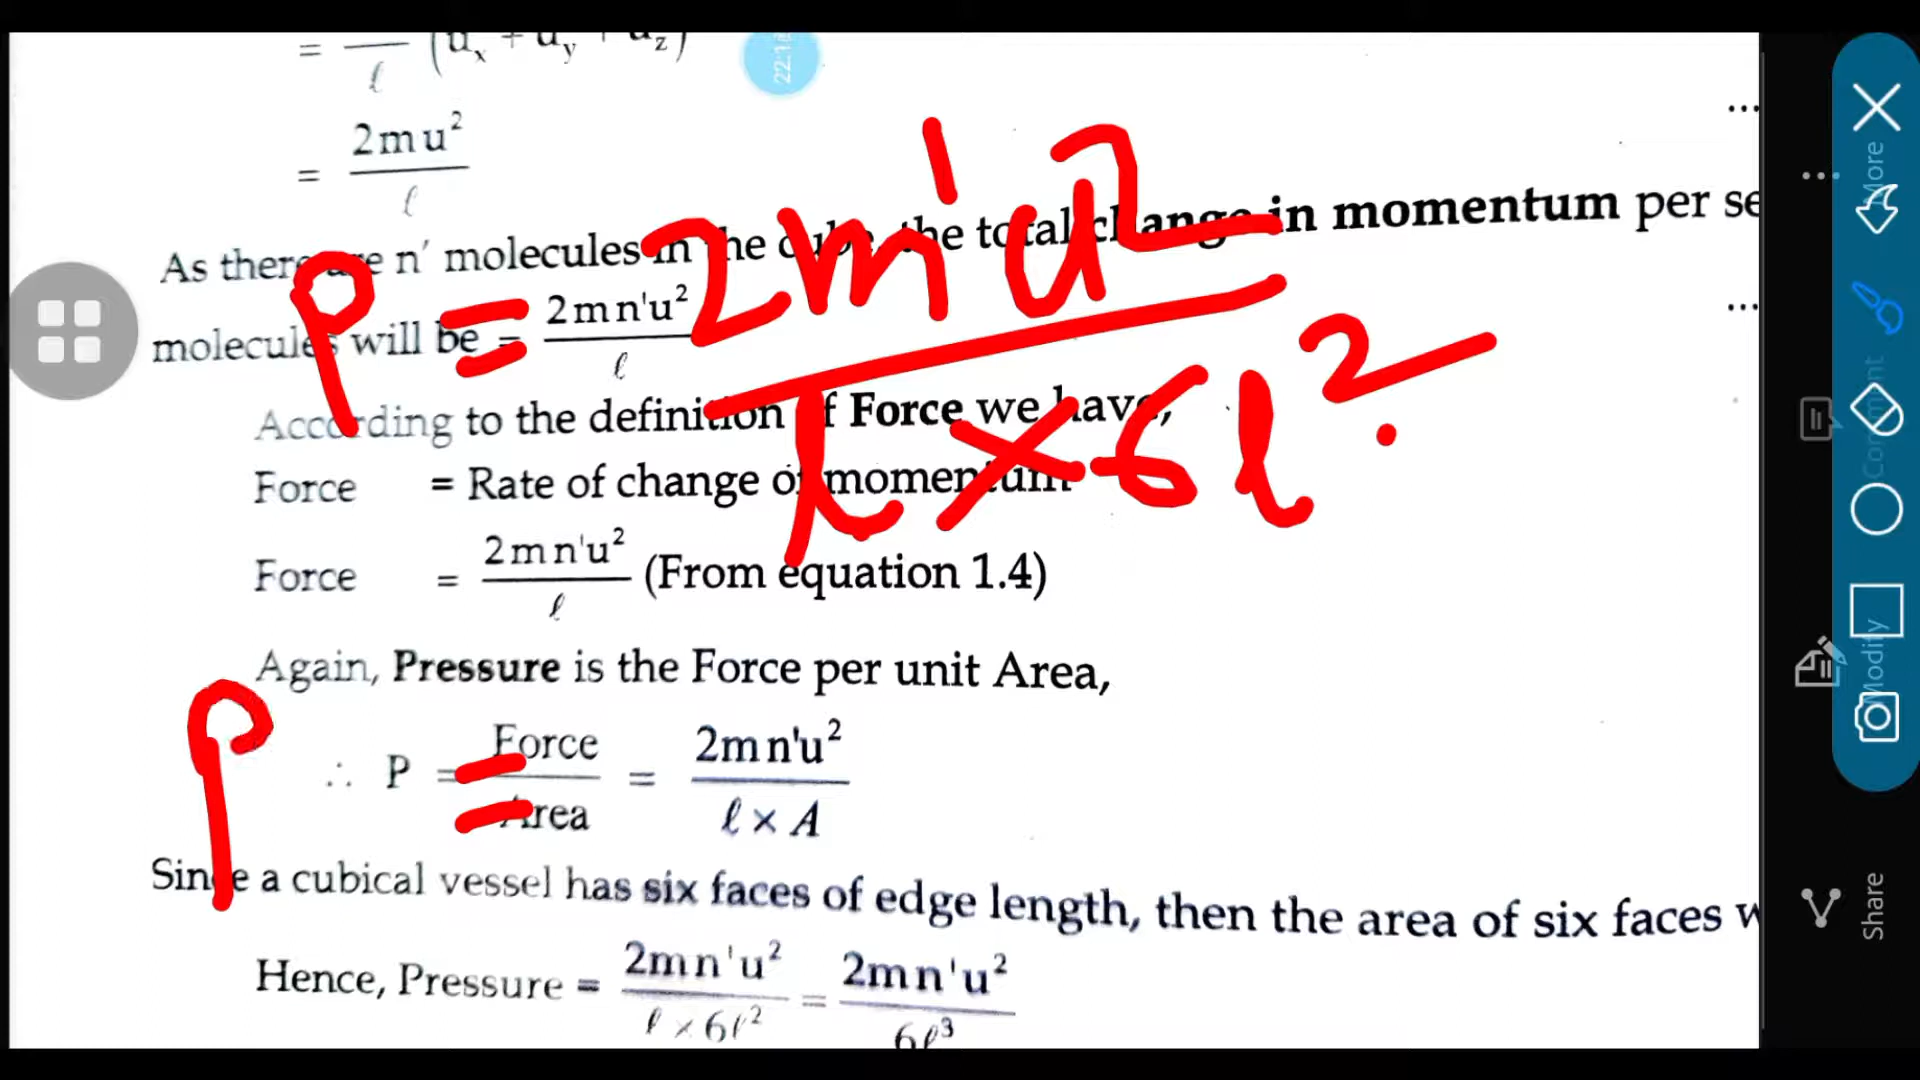 = ― / ℓ (u_x + u_y + u_z)
= 2mu² / ℓ
As there are n′ molecules in the cube, the total change in momentum per se
molecules will be = 2mn'u² / ℓ
P = 2m'u² / l × 6l²
According to the definition of Force we have,
Force = Rate of change of momentum
Force = 2mn'u² / ℓ (From equation 1.4)
Again, Pressure is the Force per unit Area,
∴ P = Force / Area = 2mn'u² / ℓ × A
P =
Since a cubical vessel has six faces of edge length, then the area of six faces w
Hence, Pressure = 2mn'u² / ℓ × 6ℓ² = 2mn'u² / 6ℓ³
More
Comment
Modify
Share